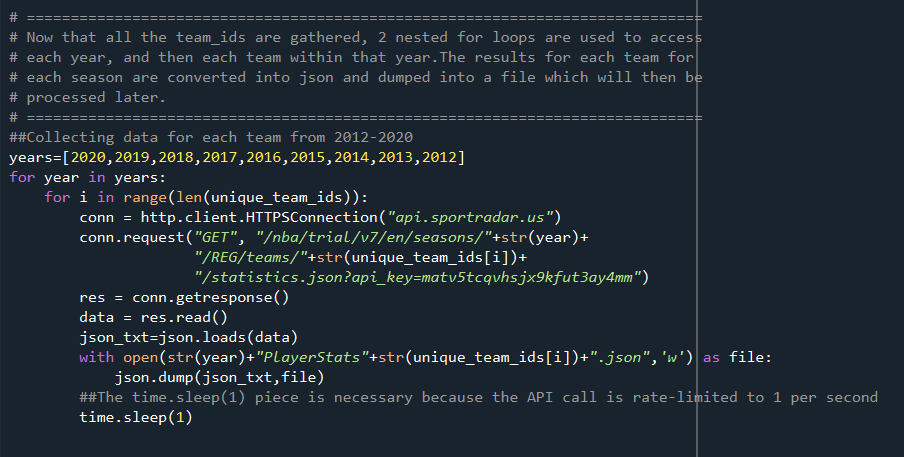 # =============================================================================
# Now that all the team_ids are gathered, 2 nested for loops are used to access
# each year, and then each team within that year.The results for each team for
# each season are converted into json and dumped into a file which will then be
# processed later.
# =============================================================================
##Collecting data for each team from 2012-2020
years=[2020,2019,2018,2017,2016,2015,2014,2013,2012]
for year in years:
    for i in range(len(unique_team_ids)):
        conn = http.client.HTTPSConnection("api.sportradar.us")
        conn.request("GET", "/nba/trial/v7/en/seasons/"+str(year)+
                     "/REG/teams/"+str(unique_team_ids[i])+
                     "/statistics.json?api_key=matv5tcqvhsjx9kfut3ay4mm")
        res = conn.getresponse()
        data = res.read()
        json_txt=json.loads(data)
        with open(str(year)+"PlayerStats"+str(unique_team_ids[i])+".json",'w') as file:
            json.dump(json_txt,file)
        ##The time.sleep(1) piece is necessary because the API call is rate-limited to 1 per second
        time.sleep(1)